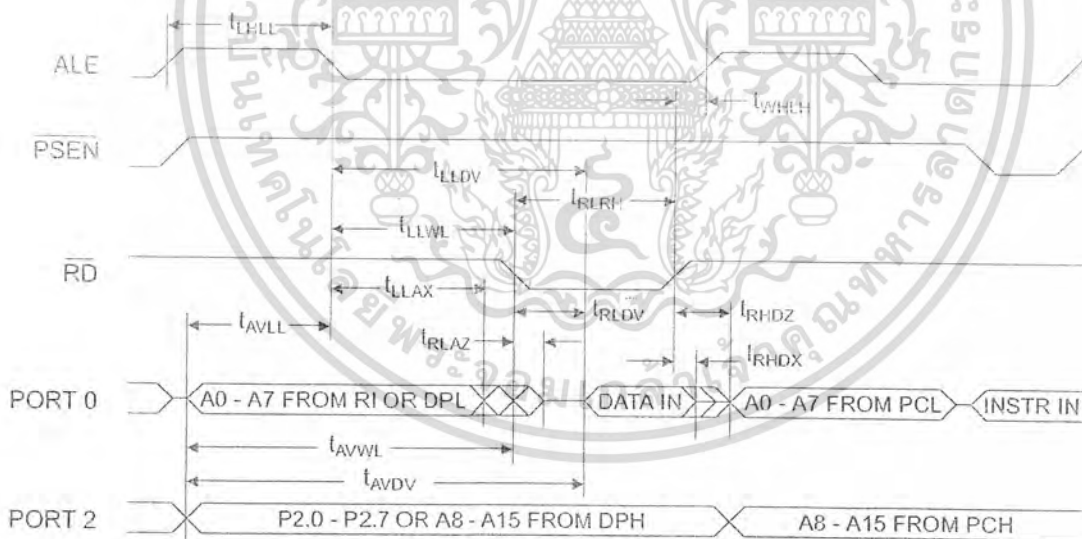 tLHLL
ALE
tWHLH
PSEN
tLLDV
tRLRH
tLLWL
RD
tLLAX
tRLDV
tRHDZ
tAVLL
tRLAZ
tRHDX
PORT 0
A0 - A7 FROM RI OR DPL
DATA IN
A0 - A7 FROM PCL
INSTR IN
tAVWL
tAVDV
PORT 2
P2.0 - P2.7 OR A8 - A15 FROM DPH
A8 - A15 FROM PCH